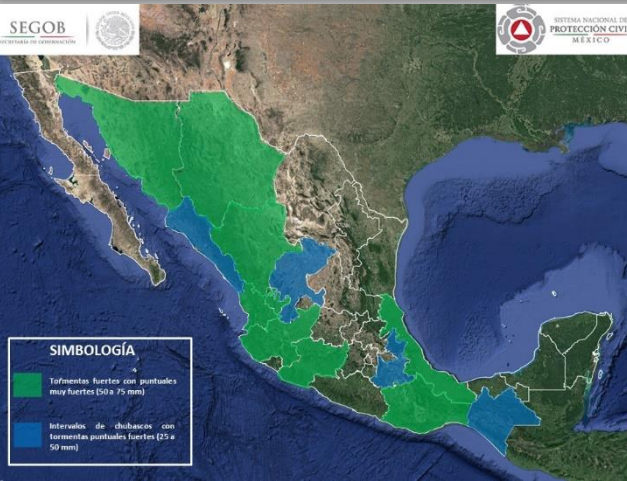 SEGOB
SECRETARÍA DE GOBERNACIÓN
SISTEMA NACIONAL DE
PROTECCIÓN CIVI
MÉXICO
SIMBOLOGÍA
Tormentas fuertes con puntuales
muy fuertes (50 a 75 mm)
Intervalos de chubascos con
tormentas puntuales fuertes (25 a
50 mm)